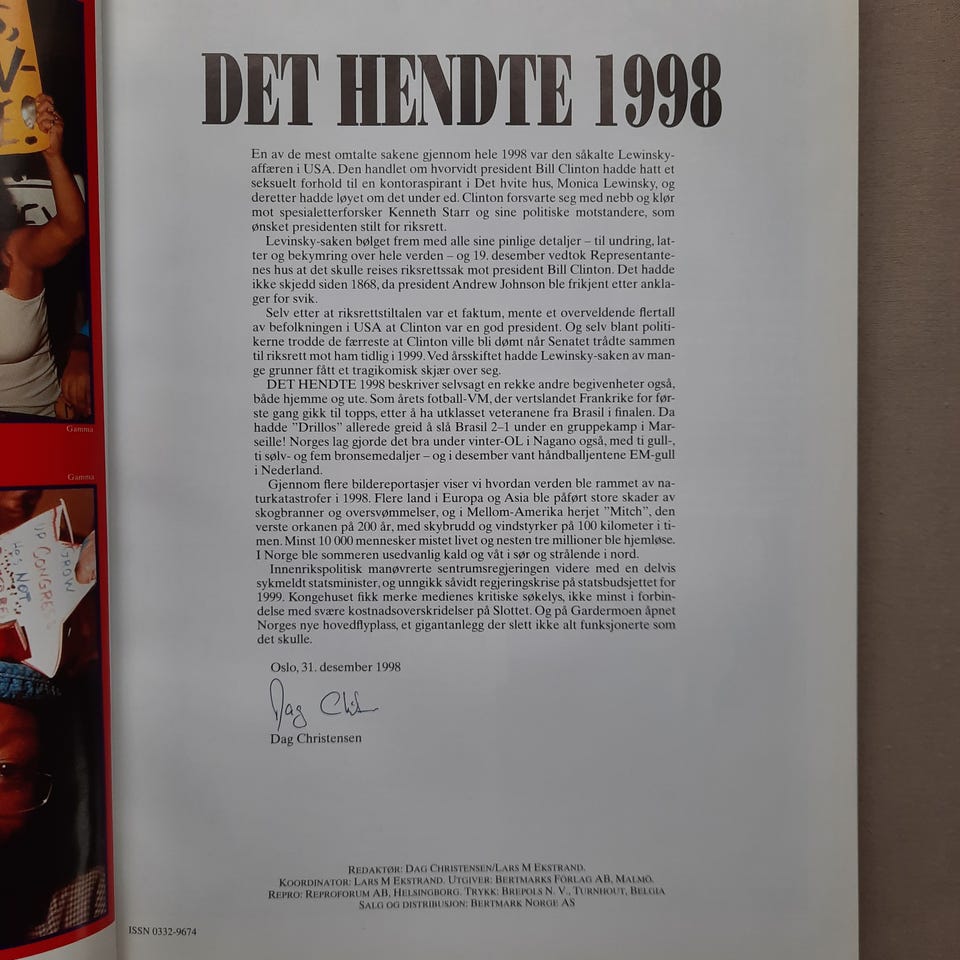 Gamma
Gamma
CONGRESS
NOT
DET HENDTE 1998
En av de mest omtalte sakene gjennom hele 1998 var den såkalte Lewinsky-
affæren i USA. Den handlet om hvorvidt president Bill Clinton hadde hatt et
seksuelt forhold til en kontoraspirant i Det hvite hus, Monica Lewinsky, og
deretter hadde løyet om det under ed. Clinton forsvarte seg med nebb og klør
mot spesialetterforsker Kenneth Starr og sine politiske motstandere, som
ønsket presidenten stilt for riksrett.
Levinsky-saken bølget frem med alle sine pinlige detaljer – til undring, lat-
ter og bekymring over hele verden – og 19. desember vedtok Representante-
nes hus at det skulle reises riksrettssak mot president Bill Clinton. Det hadde
ikke skjedd siden 1868, da president Andrew Johnson ble frikjent etter ankla-
ger for svik.
Selv etter at riksrettstiltalen var et faktum, mente et overveldende flertall
av befolkningen i USA at Clinton var en god president. Og selv blant politi-
kerne trodde de færreste at Clinton ville bli dømt når Senatet trådte sammen
til riksrett mot ham tidlig i 1999. Ved årsskiftet hadde Lewinsky-saken av man-
ge grunner fått et tragikomisk skjær over seg.
DET HENDTE 1998 beskriver selvsagt en rekke andre begivenheter også,
både hjemme og ute. Som årets fotball-VM, der vertslandet Frankrike for før-
ste gang gikk til topps, etter å ha utklasset veteranene fra Brasil i finalen. Da
hadde "Drillos" allerede greid å slå Brasil 2–1 under en gruppekamp i Mar-
seille! Norges lag gjorde det bra under vinter-OL i Nagano også, med ti gull-,
ti sølv- og fem bronsemedaljer – og i desember vant håndballjentene EM-gull
i Nederland.
Gjennom flere bildereportasjer viser vi hvordan verden ble rammet av na-
turkatastrofer i 1998. Flere land i Europa og Asia ble påført store skader av
skogbranner og oversvømmelser, og i Mellom-Amerika herjet "Mitch", den
verste orkanen på 200 år, med skybrudd og vindstyrker på 100 kilometer i ti-
men. Minst 10 000 mennesker mistet livet og nesten tre millioner ble hjemløse.
I Norge ble sommeren usedvanlig kald og våt i sør og strålende i nord.
Innenrikspolitisk manøvrerte sentrumsregjeringen videre med en delvis
sykmeldt statsminister, og unngikk såvidt regjeringskrise på statsbudsjettet for
1999. Kongehuset fikk merke medienes kritiske søkelys, ikke minst i forbin-
delse med svære kostnadsoverskridelser på Slottet. Og på Gardermoen åpnet
Norges nye hovedflyplass, et gigantanlegg der slett ikke alt funksjonerte som
det skulle.
Oslo, 31. desember 1998
Dag Christensen
REDAKTØR: DAG CHRISTENSEN/LARS M EKSTRAND.
KOORDINATOR: LARS M EKSTRAND. UTGIVER: BERTMARKS FÖRLAG AB, MALMÖ.
REPRO: REPROFORUM AB, HELSINGBORG. TRYKK: BREPOLS N. V., TURNHOUT, BELGIA
SALG OG DISTRIBUSJON: BERTMARK NORGE AS
ISSN 0332-9674